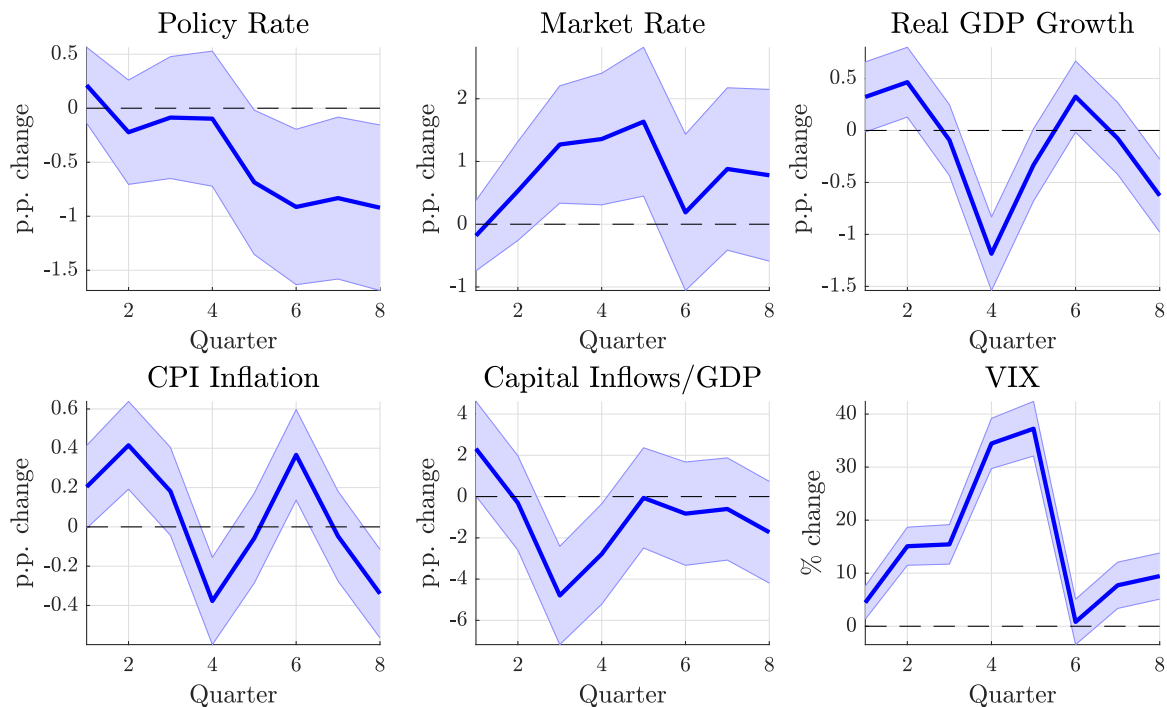 Policy Rate
0.5
0
-0.5
-1
-1.5
p.p. change
2 4 6 8
Quarter
Market Rate
2
1
0
-1
p.p. change
2 4 6 8
Quarter
Real GDP Growth
0.5
0
-0.5
-1
-1.5
p.p. change
2 4 6 8
Quarter
CPI Inflation
0.6
0.4
0.2
0
-0.2
-0.4
p.p. change
2 4 6 8
Quarter
Capital Inflows/GDP
4
2
0
-2
-4
-6
p.p. change
2 4 6 8
Quarter
VIX
40
30
20
10
0
% change
2 4 6 8
Quarter